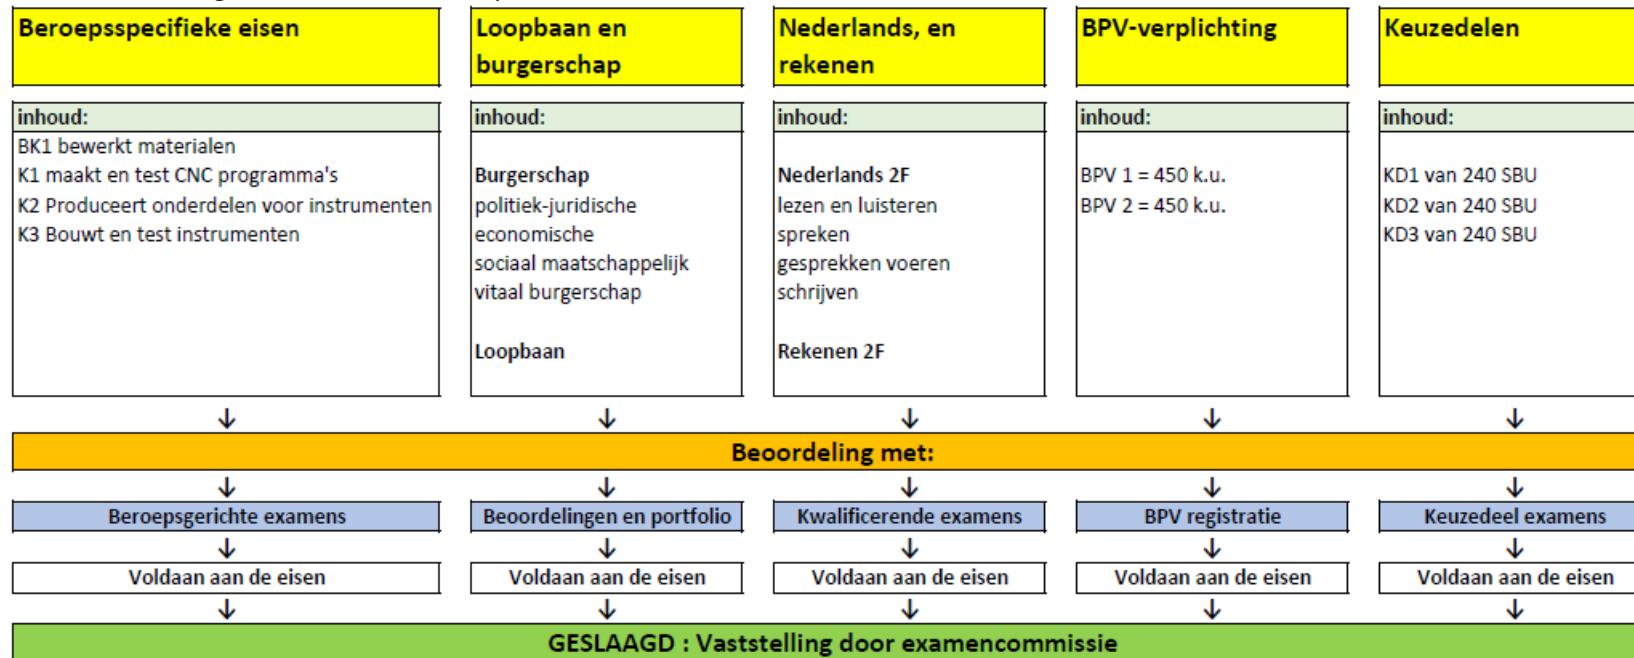 Beroepsspecifieke eisen
Loopbaan en
burgerschap
Nederlands, en
rekenen
BPV-verplichting
Keuzedelen
inhoud:
BK1 bewerkt materialen
K1 maakt en test CNC programma's
K2 Produceert onderdelen voor instrumenten
K3 Bouwt en test instrumenten
inhoud:
Burgerschap
politiek-juridische
economische
sociaal maatschappelijk
vitaal burgerschap
Loopbaan
inhoud:
Nederlands 2F
lezen en luisteren
spreken
gesprekken voeren
schrijven
Rekenen 2F
inhoud:
BPV 1 = 450 k.u.
BPV 2 = 450 k.u.
inhoud:
KD1 van 240 SBU
KD2 van 240 SBU
KD3 van 240 SBU
Beoordeling met:
Beroepsgerichte examens
Beoordelingen en portfolio
Kwalificerende examens
BPV registratie
Keuzedeel examens
Voldaan aan de eisen
Voldaan aan de eisen
Voldaan aan de eisen
Voldaan aan de eisen
Voldaan aan de eisen
GESLAAGD : Vaststelling door examencommissie